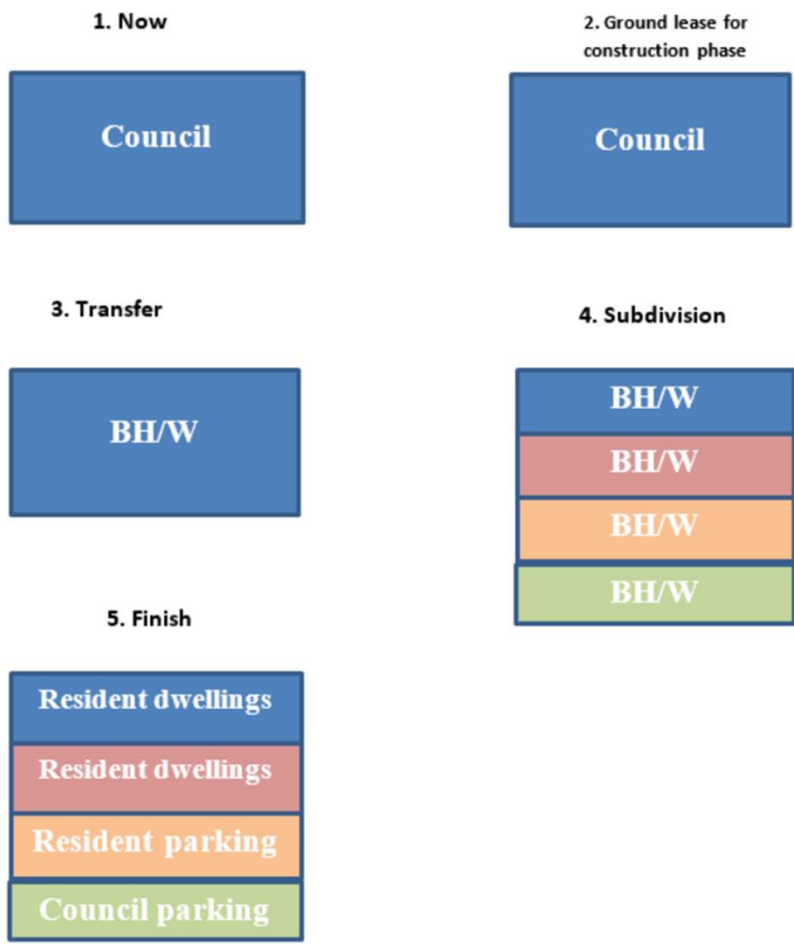 1. Now
Council
2. Ground lease for
construction phase
Council
3. Transfer
BH/W
4. Subdivision
BH/W
BH/W
BH/W
BH/W
5. Finish
Resident dwellings
Resident dwellings
Resident parking
Council parking